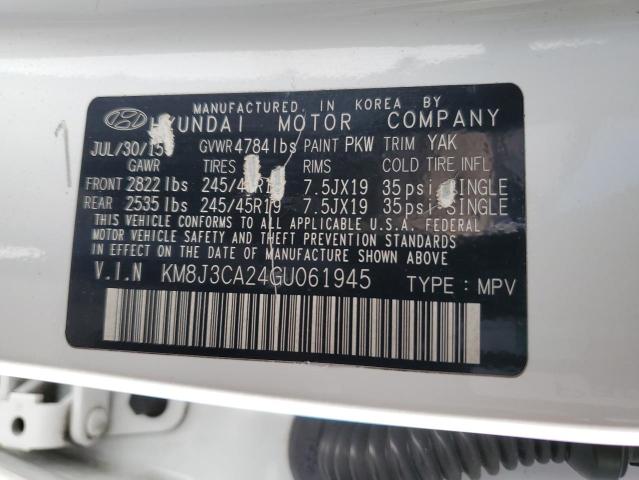 MANUFACTURED. IN KOREA BY
HYUNDAI MOTOR COMPANY
JUL/30/15 GVWR 4784 lbs PAINT PKW TRIM YAK
GAWR TIRES RIMS COLD TIRE INFL
FRONT 2822 lbs 245/45R19 7.5JX19 35 psi SINGLE
REAR 2535 lbs 245/45R19 7.5JX19 35 psi SINGLE
THIS VEHICLE CONFORMS TO ALL APPLICABLE U.S.A. FEDERAL
MOTOR VEHICLE SAFETY AND THEFT PREVENTION STANDARDS
IN EFFECT ON THE DATE OF MANUFACTURE SHOWN ABOVE.
V.I.N KM8J3CA24GU061945 TYPE : MPV